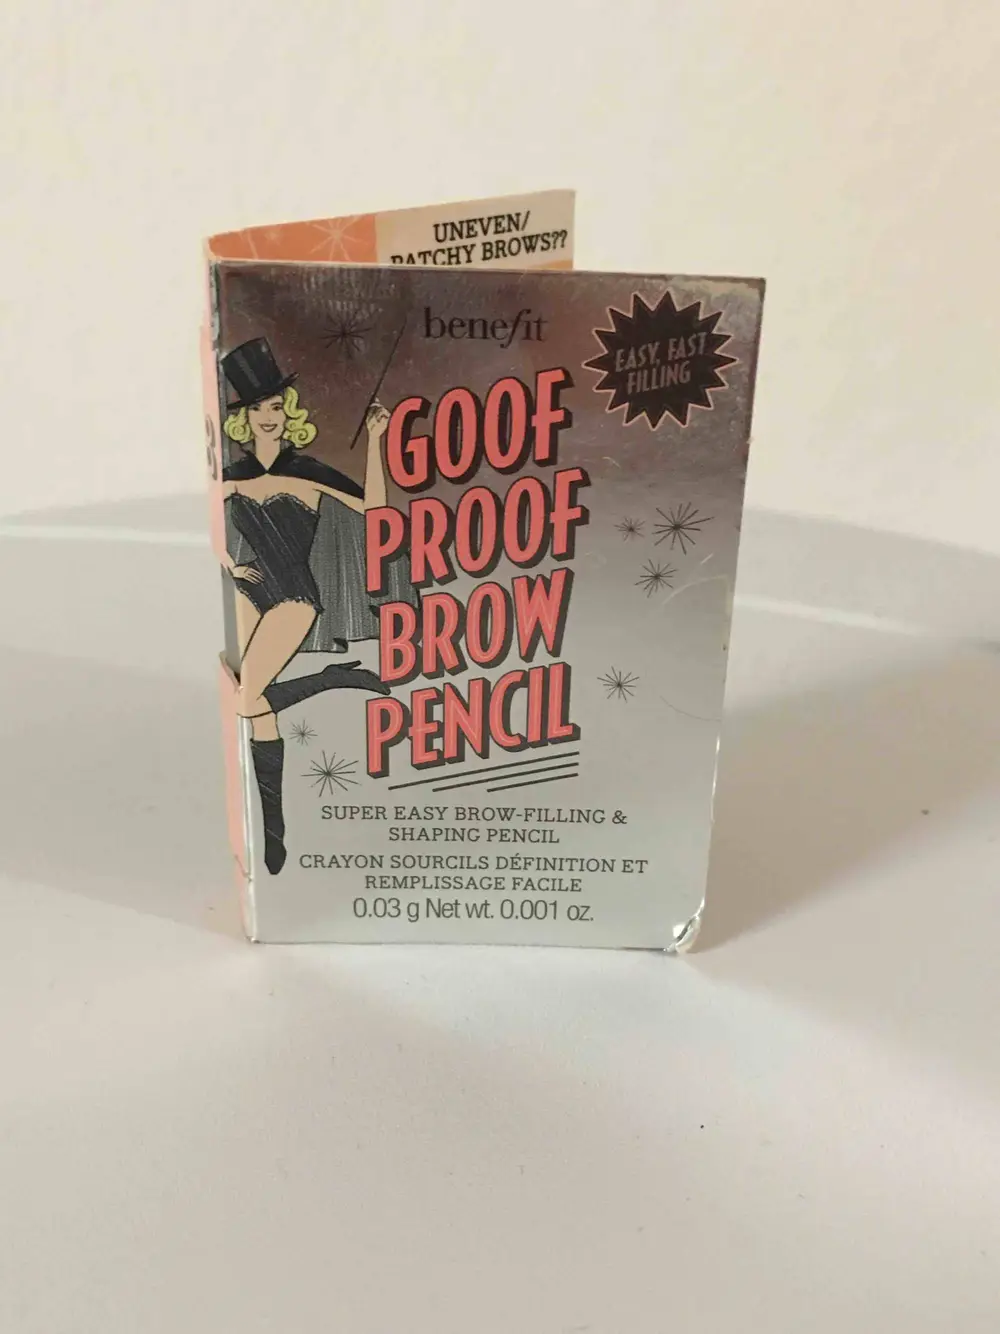 UNEVEN/
PATCHY BROWS??
benefit
EASY, FAST
FILLING
GOOF
PROOF
BROW
PENCIL
SUPER EASY BROW-FILLING &
SHAPING PENCIL
CRAYON SOURCILS DÉFINITION ET
REMPLISSAGE FACILE
0.03 g Net wt. 0.001 oz.